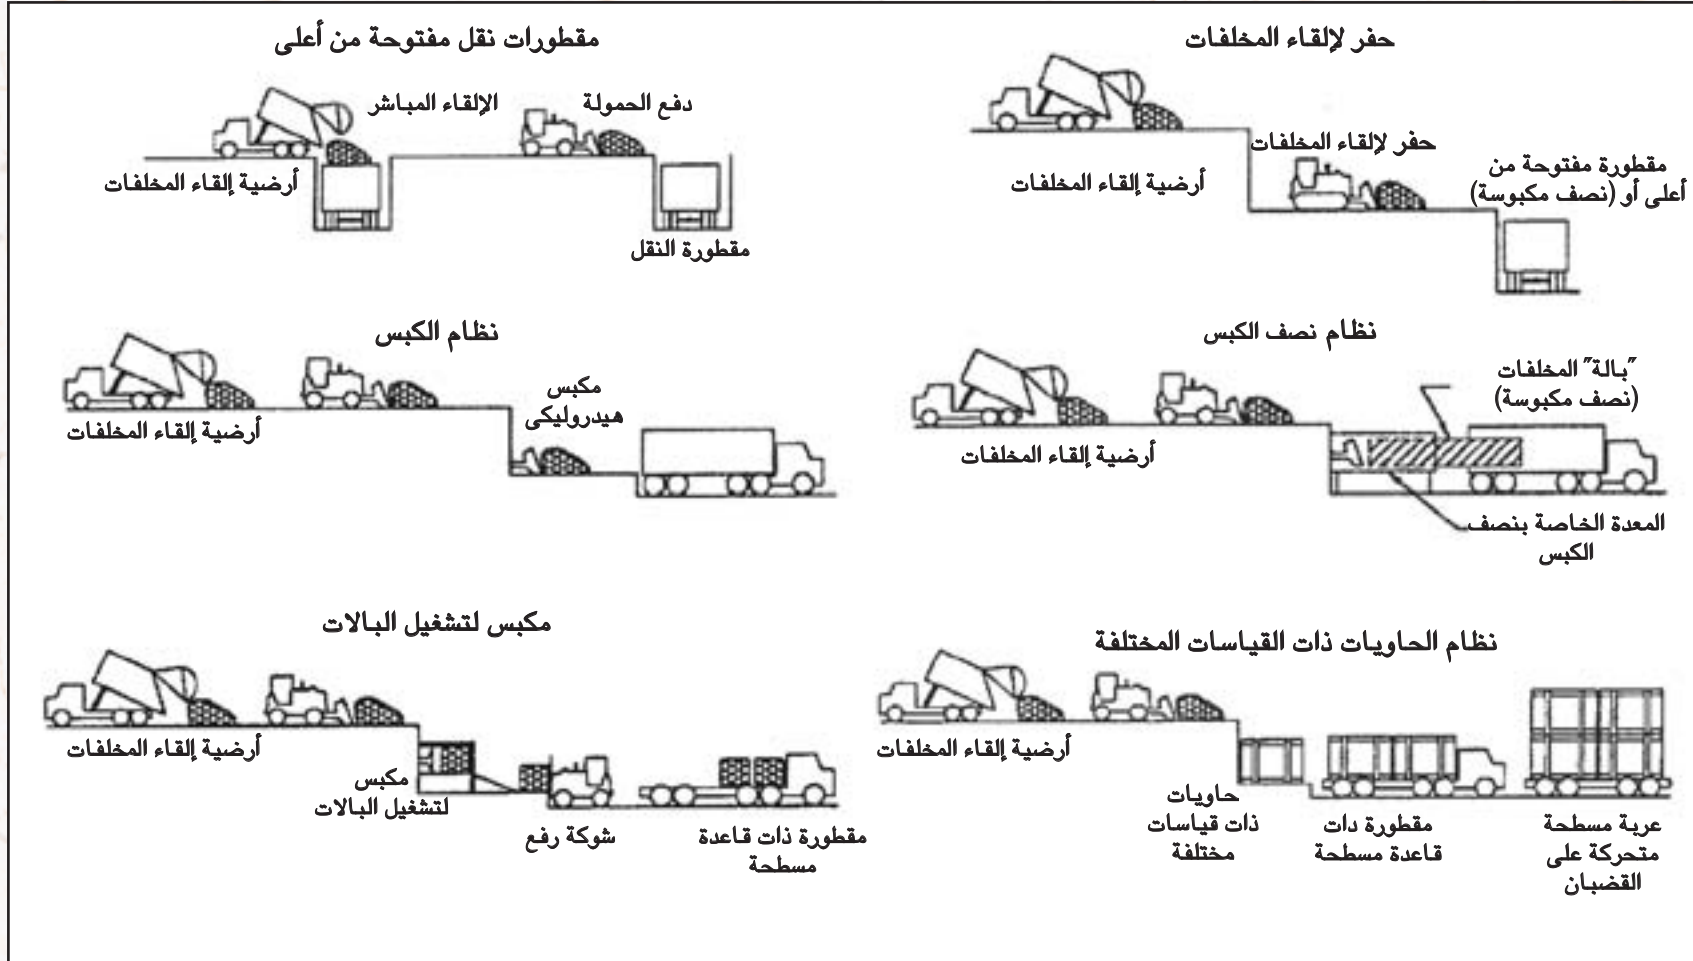 حفر لإلقاء المخلفات
حفر لإلقاء المخلفات
أرضية إلقاء المخلفات
مقطورة مفتوحة من
أعلى أو (نصف مكبوسة)
مقطورات نقل مفتوحة من أعلى
دفع الحمولة
الإلقاء المباشر
أرضية إلقاء المخلفات
مقطورة النقل
نظام نصف الكبس
"بالة" المخلفات
(نصف مكبوسة)
أرضية إلقاء المخلفات
المعدة الخاصة بنصف
الكبس
نظام الكبس
مكبس
هيدروليكى
أرضية إلقاء المخلفات
نظام الحاويات ذات القياسات المختلفة
أرضية إلقاء المخلفات
حاويات
ذات قياسات
مختلفة
مقطورة دات
قاعدة مسطحة
عربة مسطحة
متحركة على
القضبان
مكبس لتشغيل البالات
أرضية إلقاء المخلفات
مكبس
لتشغيل البالات
شوكة رفع
مقطورة ذات قاعدة
مسطحة